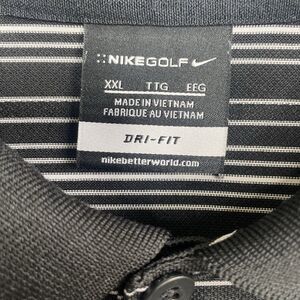 NIKEGOLF
XXL TTG EEG
MADE IN VIETNAM
FABRIQUE AU VIETNAM
DRI-FIT
nikebetterworld.com